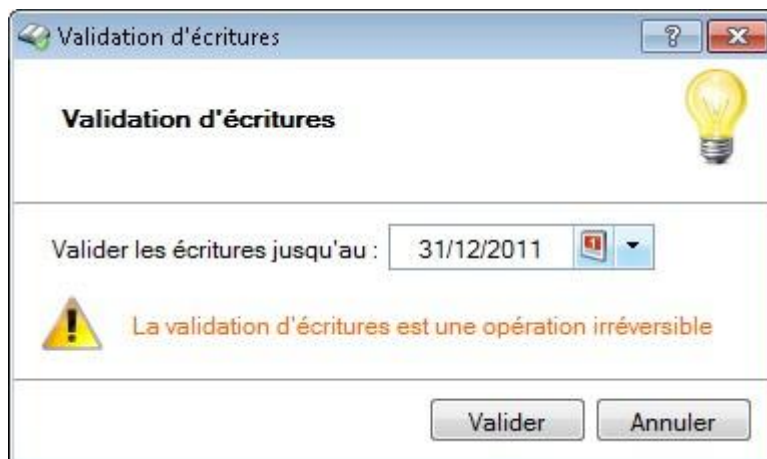 Validation d'écritures
Validation d'écritures
Valider les écritures jusqu'au : 31/12/2011
La validation d'écritures est une opération irréversible
Valider Annuler